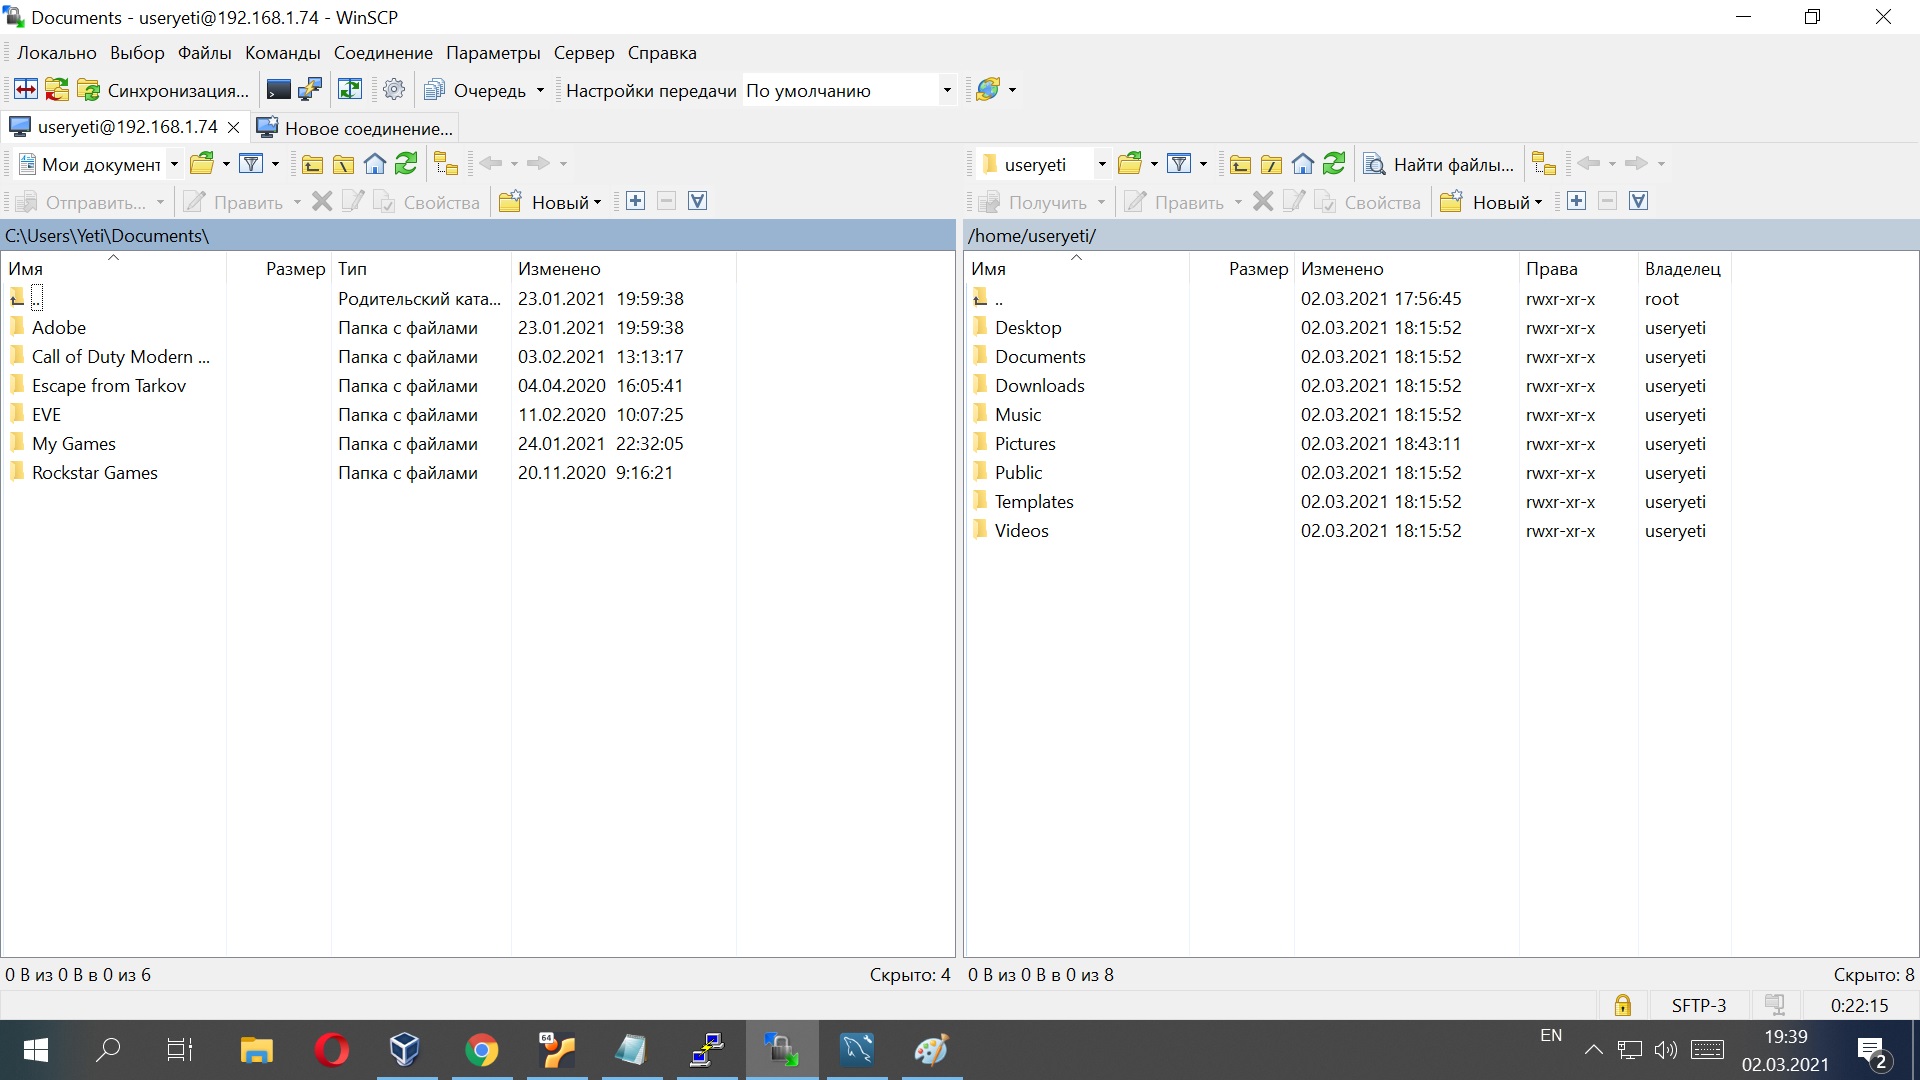 Documents - useryeti@192.168.1.74 - WinSCP
Локально Выбор Файлы Команды Соединение Параметры Сервер Справка
Синхронизация... Очередь Настройки передачи По умолчанию
useryeti@192.168.1.74 Новое соединение...
Мои документ useryeti Найти файлы...
Отправить... Править Свойства Новый Получить Править Свойства Новый
C:\Users\Yeti\Documents\
Имя Размер Тип Изменено
.. Родительский ката... 23.01.2021 19:59:38
Adobe Папка с файлами 23.01.2021 19:59:38
Call of Duty Modern ... Папка с файлами 03.02.2021 13:13:17
Escape from Tarkov Папка с файлами 04.04.2020 16:05:41
EVE Папка с файлами 11.02.2020 10:07:25
My Games Папка с файлами 24.01.2021 22:32:05
Rockstar Games Папка с файлами 20.11.2020 9:16:21
0 B из 0 B в 0 из 6 Скрыто: 4
/home/useryeti/
Имя Размер Изменено Права Владелец
.. 02.03.2021 17:56:45 rwxr-xr-x root
Desktop 02.03.2021 18:15:52 rwxr-xr-x useryeti
Documents 02.03.2021 18:15:52 rwxr-xr-x useryeti
Downloads 02.03.2021 18:15:52 rwxr-xr-x useryeti
Music 02.03.2021 18:15:52 rwxr-xr-x useryeti
Pictures 02.03.2021 18:43:11 rwxr-xr-x useryeti
Public 02.03.2021 18:15:52 rwxr-xr-x useryeti
Templates 02.03.2021 18:15:52 rwxr-xr-x useryeti
Videos 02.03.2021 18:15:52 rwxr-xr-x useryeti
0 B из 0 B в 0 из 8 Скрыто: 8
SFTP-3 0:22:15
64
EN
19:39
02.03.2021
2